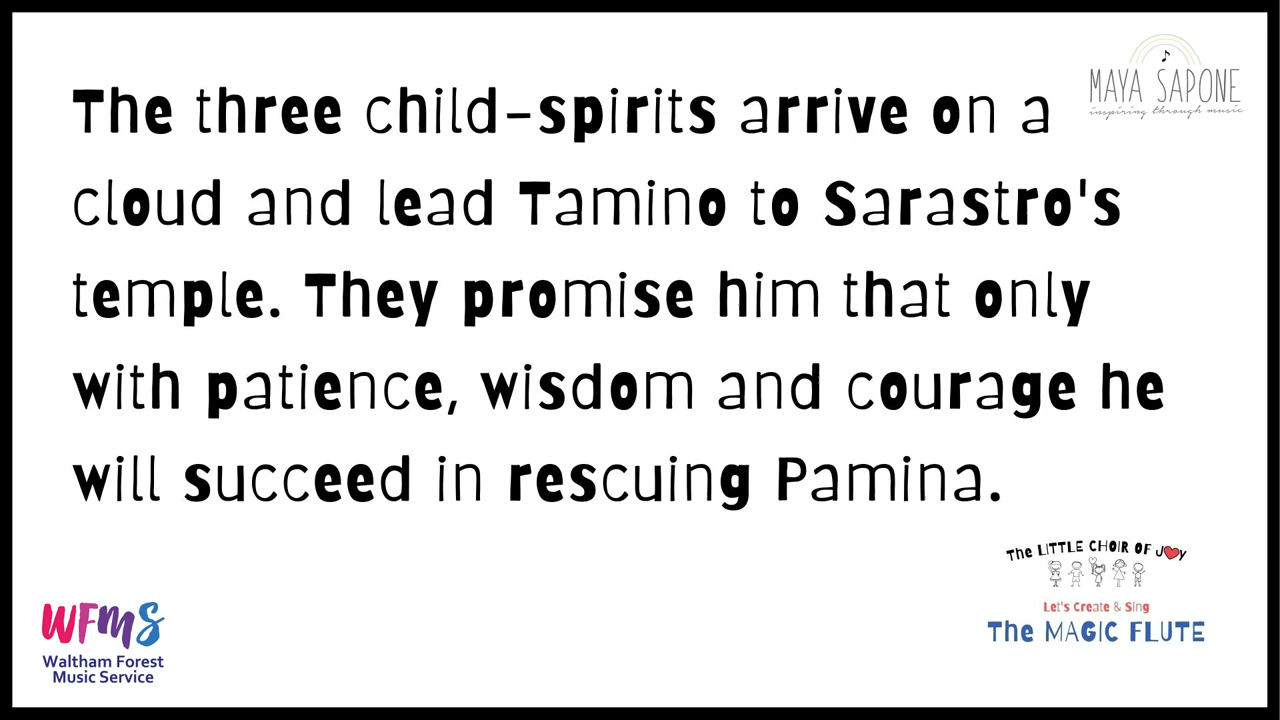 MAYA SAPONE
inspiring through music
The three child-spirits arrive on a
cloud and lead Tamino to Sarastro's
temple. They promise him that only
with patience, wisdom and courage he
will succeed in rescuing Pamina.
The LITTLE CHOIR OF JOY
Let's Create & Sing
The MAGIC FLUTE
WFMS
Waltham Forest
Music Service